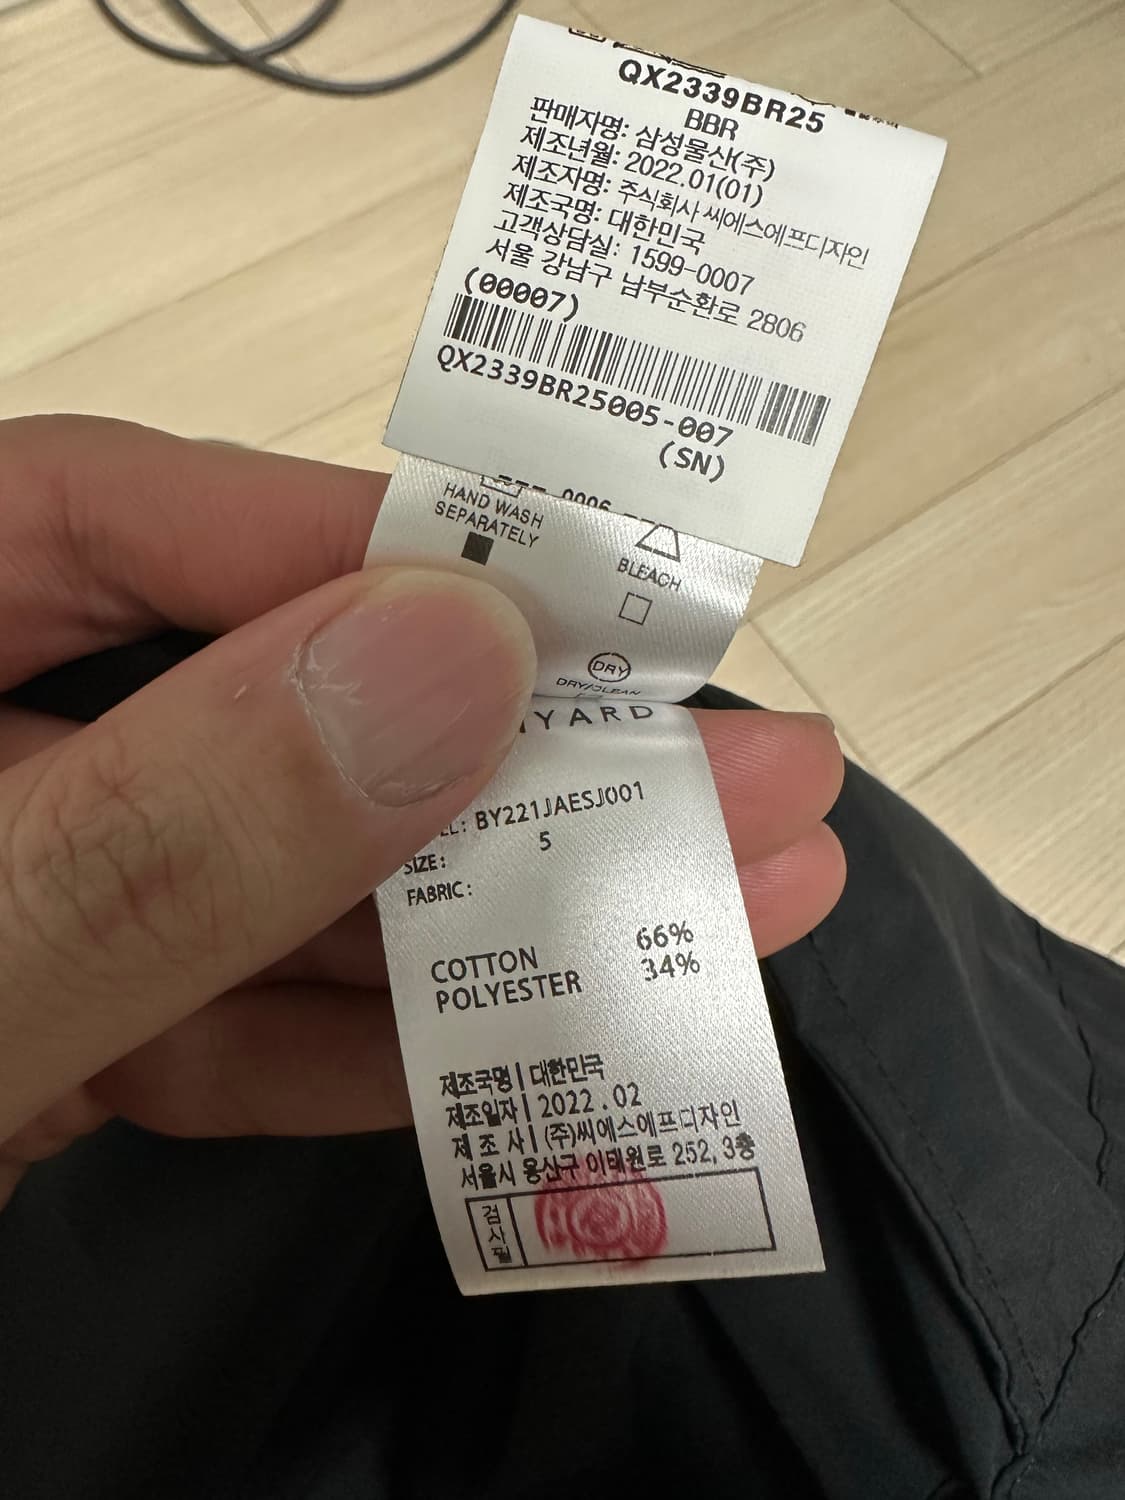 QX2339BR25
BBR
판매자명: 삼성물산(주)
제조년월: 2022.01(01)
제조자명: 주식회사 씨에스에프디자인
제조국명: 대한민국
고객상담실: 1599-0007
서울 강남구 남부순환로 2806
(00007)
QX2339BR25005-007
(SN)
HAND WASH
SEPARATELY
BLEACH
DRY
DRY/CLEAN
YARD
: BY221JAESJ001
SIZE: 5
FABRIC:
COTTON 66%
POLYESTER 34%
제조국명 | 대한민국
제조일자 | 2022.02
제 조 사 | (주)씨에스에프디자인
서울시 용산구 이태원로 252, 3층
검사필